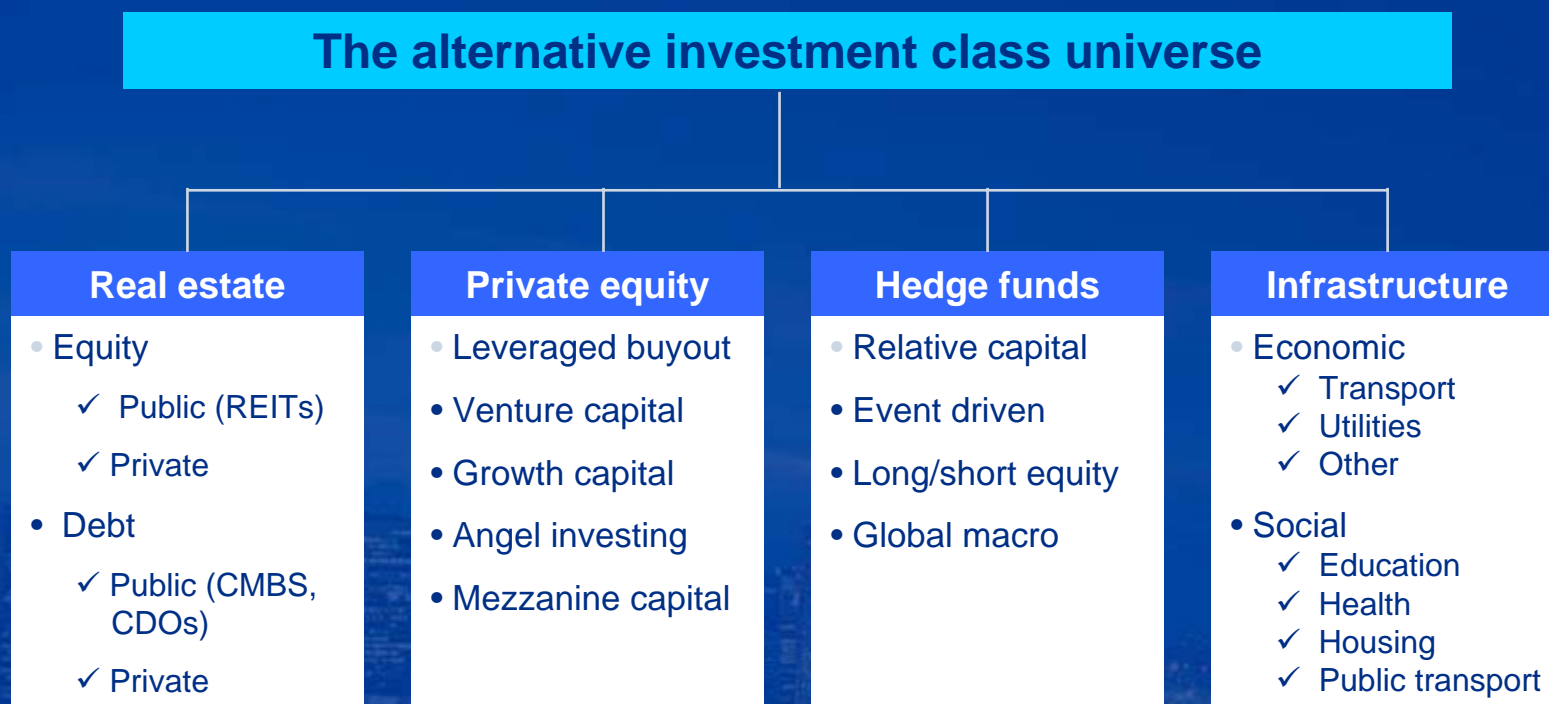 The alternative investment class universe
Real estate
• Equity
✓ Public (REITs)
✓ Private
• Debt
✓ Public (CMBS,
CDOs)
✓ Private
Private equity
• Leveraged buyout
• Venture capital
• Growth capital
• Angel investing
• Mezzanine capital
Hedge funds
• Relative capital
• Event driven
• Long/short equity
• Global macro
Infrastructure
• Economic
✓ Transport
✓ Utilities
✓ Other
• Social
✓ Education
✓ Health
✓ Housing
✓ Public transport